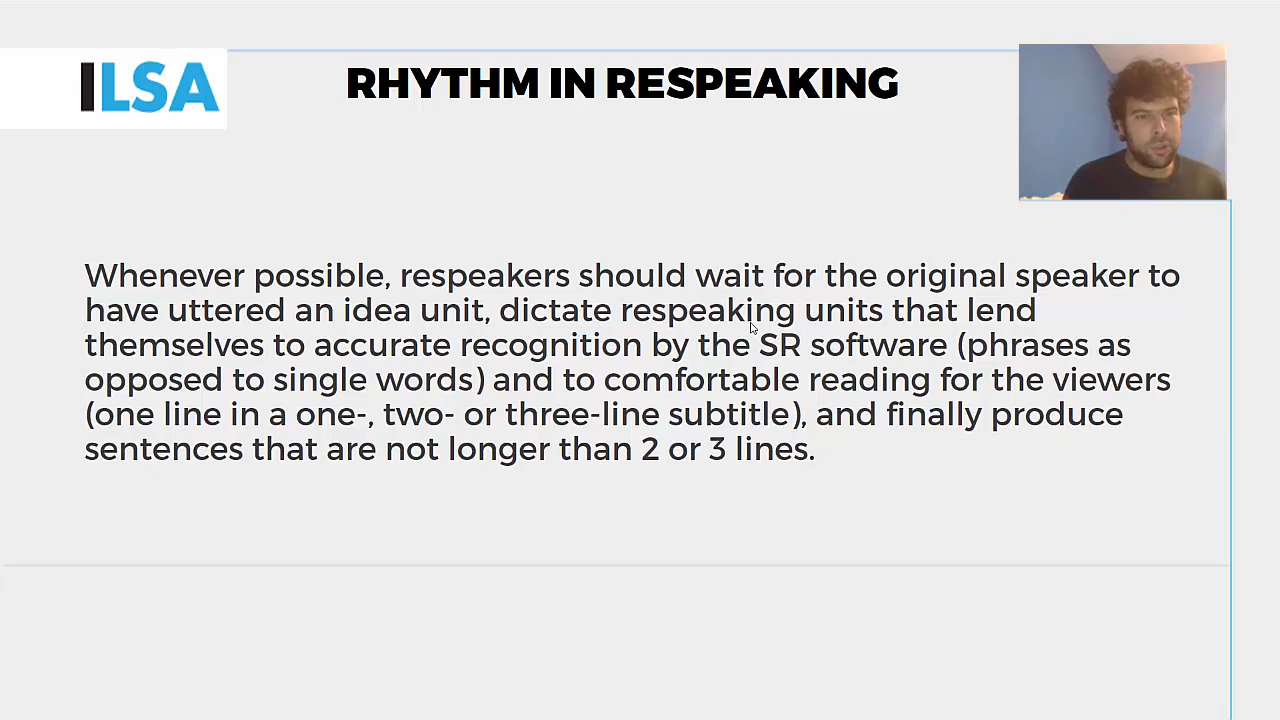 ILSA
RHYTHM IN RESPEAKING
Whenever possible, respeakers should wait for the original speaker to
have uttered an idea unit, dictate respeaking units that lend
themselves to accurate recognition by the SR software (phrases as
opposed to single words) and to comfortable reading for the viewers
(one line in a one-, two- or three-line subtitle), and finally produce
sentences that are not longer than 2 or 3 lines.